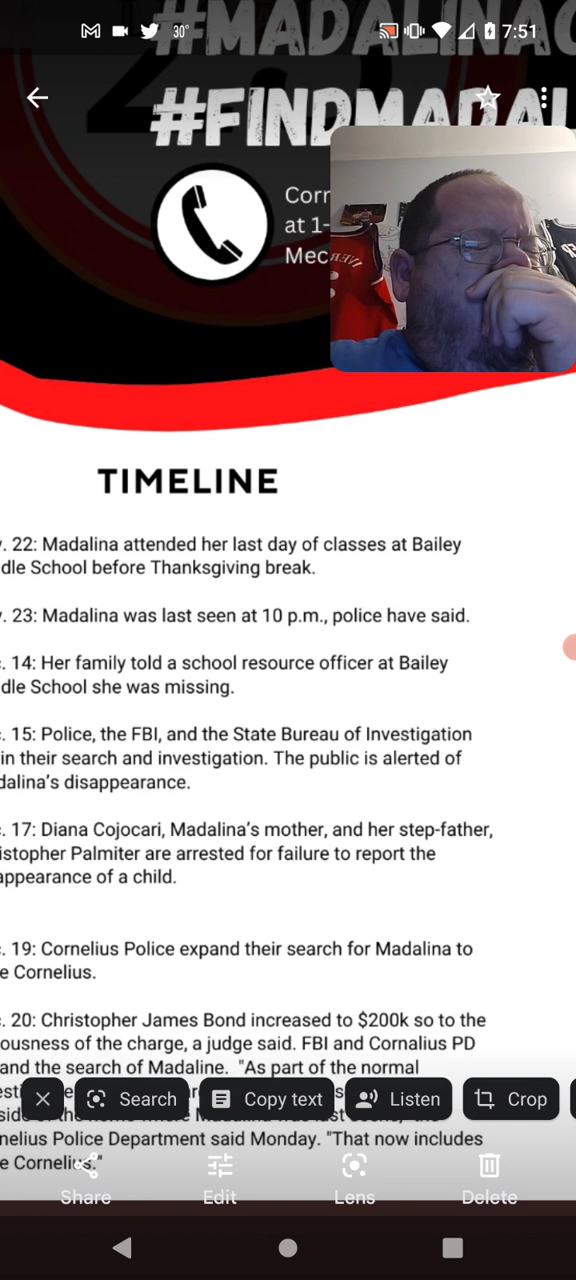 30° 7:51
#MADALINAC
#FINDMADAL
Corr
at 1-
Mec
TIMELINE
. 22: Madalina attended her last day of classes at Bailey
dle School before Thanksgiving break.
. 23: Madalina was last seen at 10 p.m., police have said.
. 14: Her family told a school resource officer at Bailey
dle School she was missing.
. 15: Police, the FBI, and the State Bureau of Investigation
in their search and investigation. The public is alerted of
dalina's disappearance.
. 17: Diana Cojocari, Madalina's mother, and her step-father,
istopher Palmiter are arrested for failure to report the
appearance of a child.
. 19: Cornelius Police expand their search for Madalina to
e Cornelius.
. 20: Christopher James Bond increased to $200k so to the
ousness of the charge, a judge said. FBI and Cornalius PD
and the search of Madaline. "As part of the normal
Search Copy text Listen Crop
nelius Police Department said Monday. "That now includes
e Cornelius."
Share Edit Lens Delete